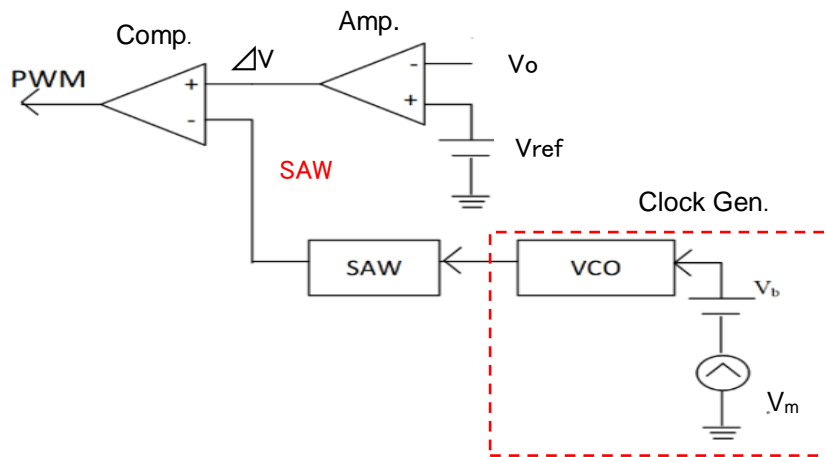 Comp.
Amp.
PWM
⊿V
+
-
-
+
Vo
Vref
SAW
Clock Gen.
SAW
VCO
Vb
.Vm